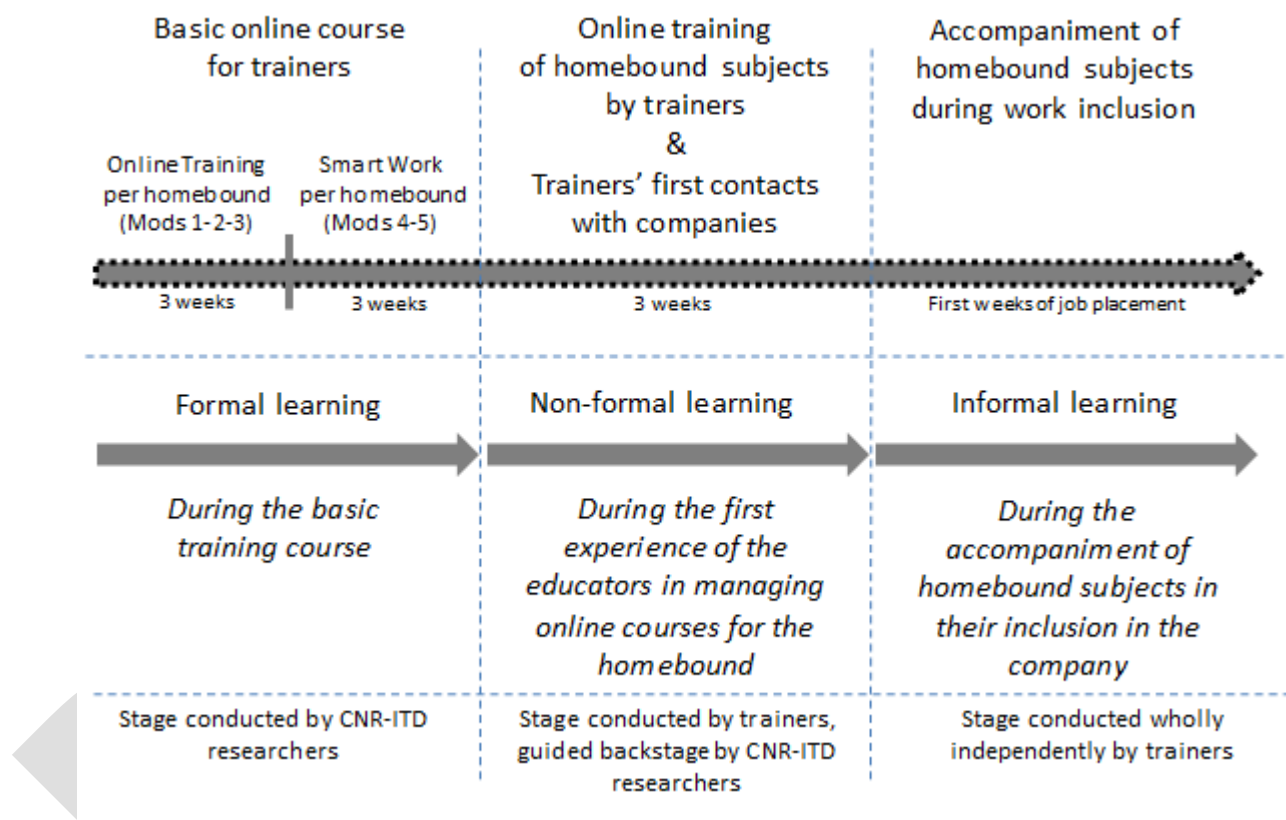 Basic online course
for trainers
Online training
of homebound subjects
by trainers
&
Trainers' first contacts
with companies
Accompaniment of
homebound subjects
during work inclusion
Online Training
per homebound
(Mods 1-2-3)
Smart Work
per homebound
(Mods 4-5)
3 weeks
3 weeks
3 weeks
First weeks of job placement
Formal learning
Non-formal learning
Informal learning
During the basic
training course
During the first
experience of the
educators in managing
online courses for the
homebound
During the
accompaniment of
homebound subjects in
their inclusion in the
company
Stage conducted by CNR-ITD
researchers
Stage conducted by trainers,
guided backstage by CNR-ITD
researchers
Stage conducted wholly
independently by trainers